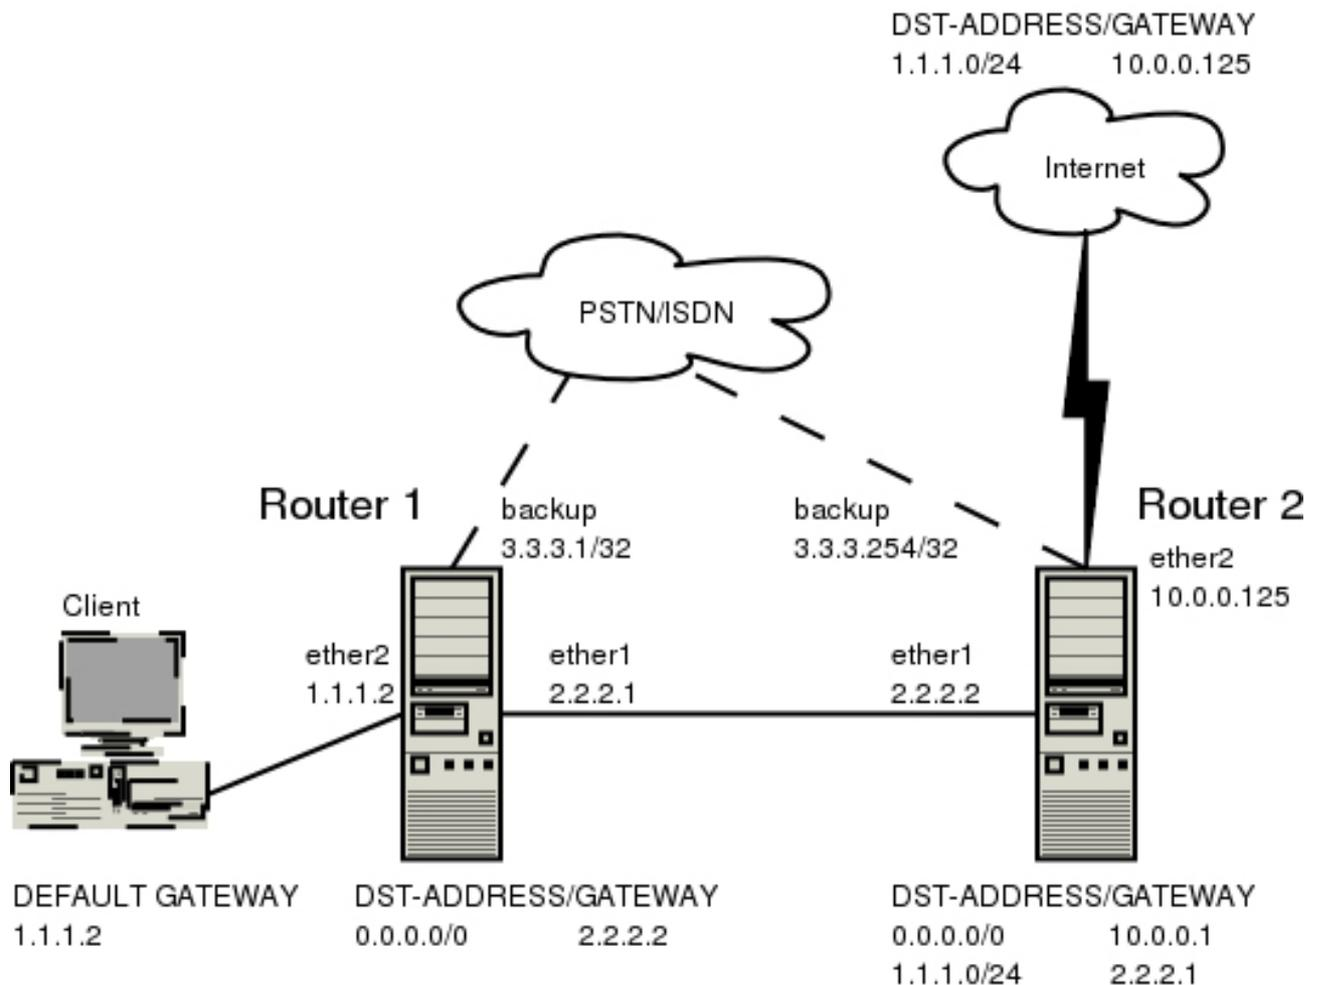 DST-ADDRESS/GATEWAY
1.1.1.0/24 10.0.0.125
Internet
PSTN/ISDN
Router 1
backup
3.3.3.1/32
backup
3.3.3.254/32
Router 2
ether2
10.0.0.125
Client
ether2
1.1.1.2
ether1
2.2.2.1
ether1
2.2.2.2
DEFAULT GATEWAY
1.1.1.2
DST-ADDRESS/GATEWAY
0.0.0.0/0 2.2.2.2
DST-ADDRESS/GATEWAY
0.0.0.0/0 10.0.0.1
1.1.1.0/24 2.2.2.1